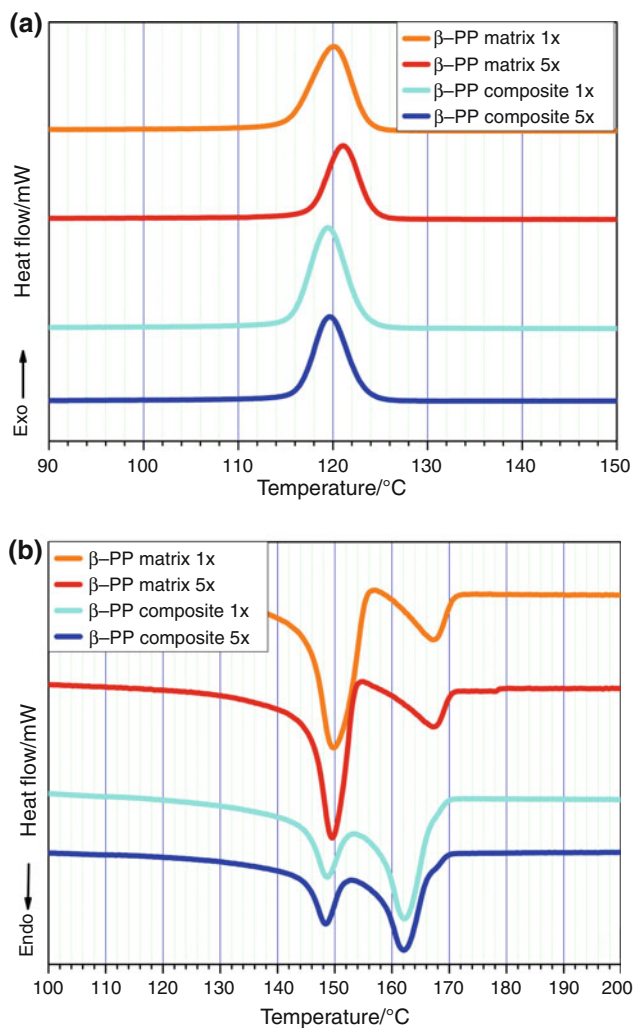 (a)
β–PP matrix 1x
β–PP matrix 5x
β–PP composite 1x
β–PP composite 5x
Heat flow/mW
Exo
90 100 110 120 130 140 150
Temperature/°C
(b)
β–PP matrix 1x
β–PP matrix 5x
β–PP composite 1x
β–PP composite 5x
Heat flow/mW
Endo
100 110 120 130 140 150 160 170 180 190 200
Temperature/°C